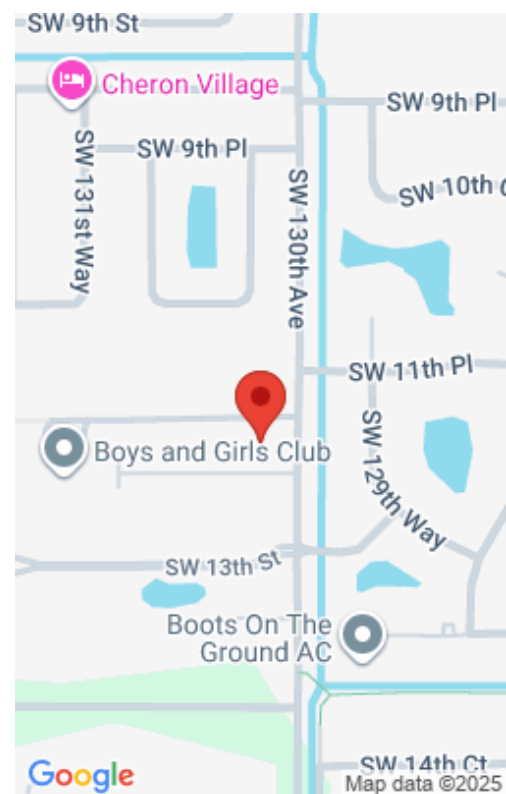 SW 9th St
Cheron Village
SW 9th Pl
SW 9th Pl
SW 131st Way
SW 130th Ave
SW 10th C
SW 11th Pl
Boys and Girls Club
SW 129th Way
SW 13th St
Boots On The
Ground AC
SW 14th Ct
Google
Map data ©2025